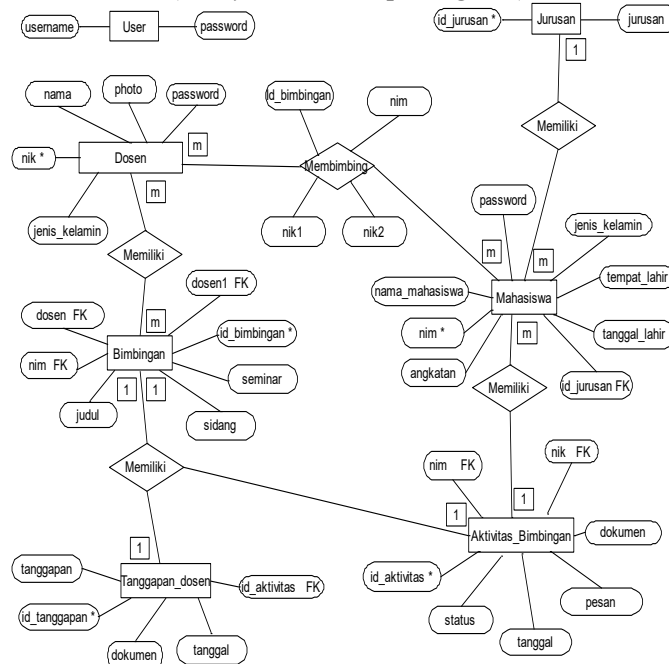 id_jurusan *
Jurusan
jurusan
username
User
password
1
nama
photo
password
Id_bimbingan
nim
Memiliki
m
nik *
Dosen
Membimbing
m
password
jenis_kelamin
nik1
nik2
jenis_kelamin
Memiliki
m
m
tempat_lahir
dosen1 FK
nama_mahasiswa
Mahasiswa
dosen FK
m
id_bimbingan *
nim *
m
tanggal_lahir
nim FK
Bimbingan
angkatan
seminar
Memiliki
id_jurusan FK
1
1
judul
sidang
nik FK
nim FK
Memiliki
1
1
dokumen
1
Aktivitas_Bimbingan
tanggapan
Tanggapan_dosen
id_aktivitas FK
id_aktivitas *
pesan
id_tanggapan *
status
tanggal
dokumen
tanggal